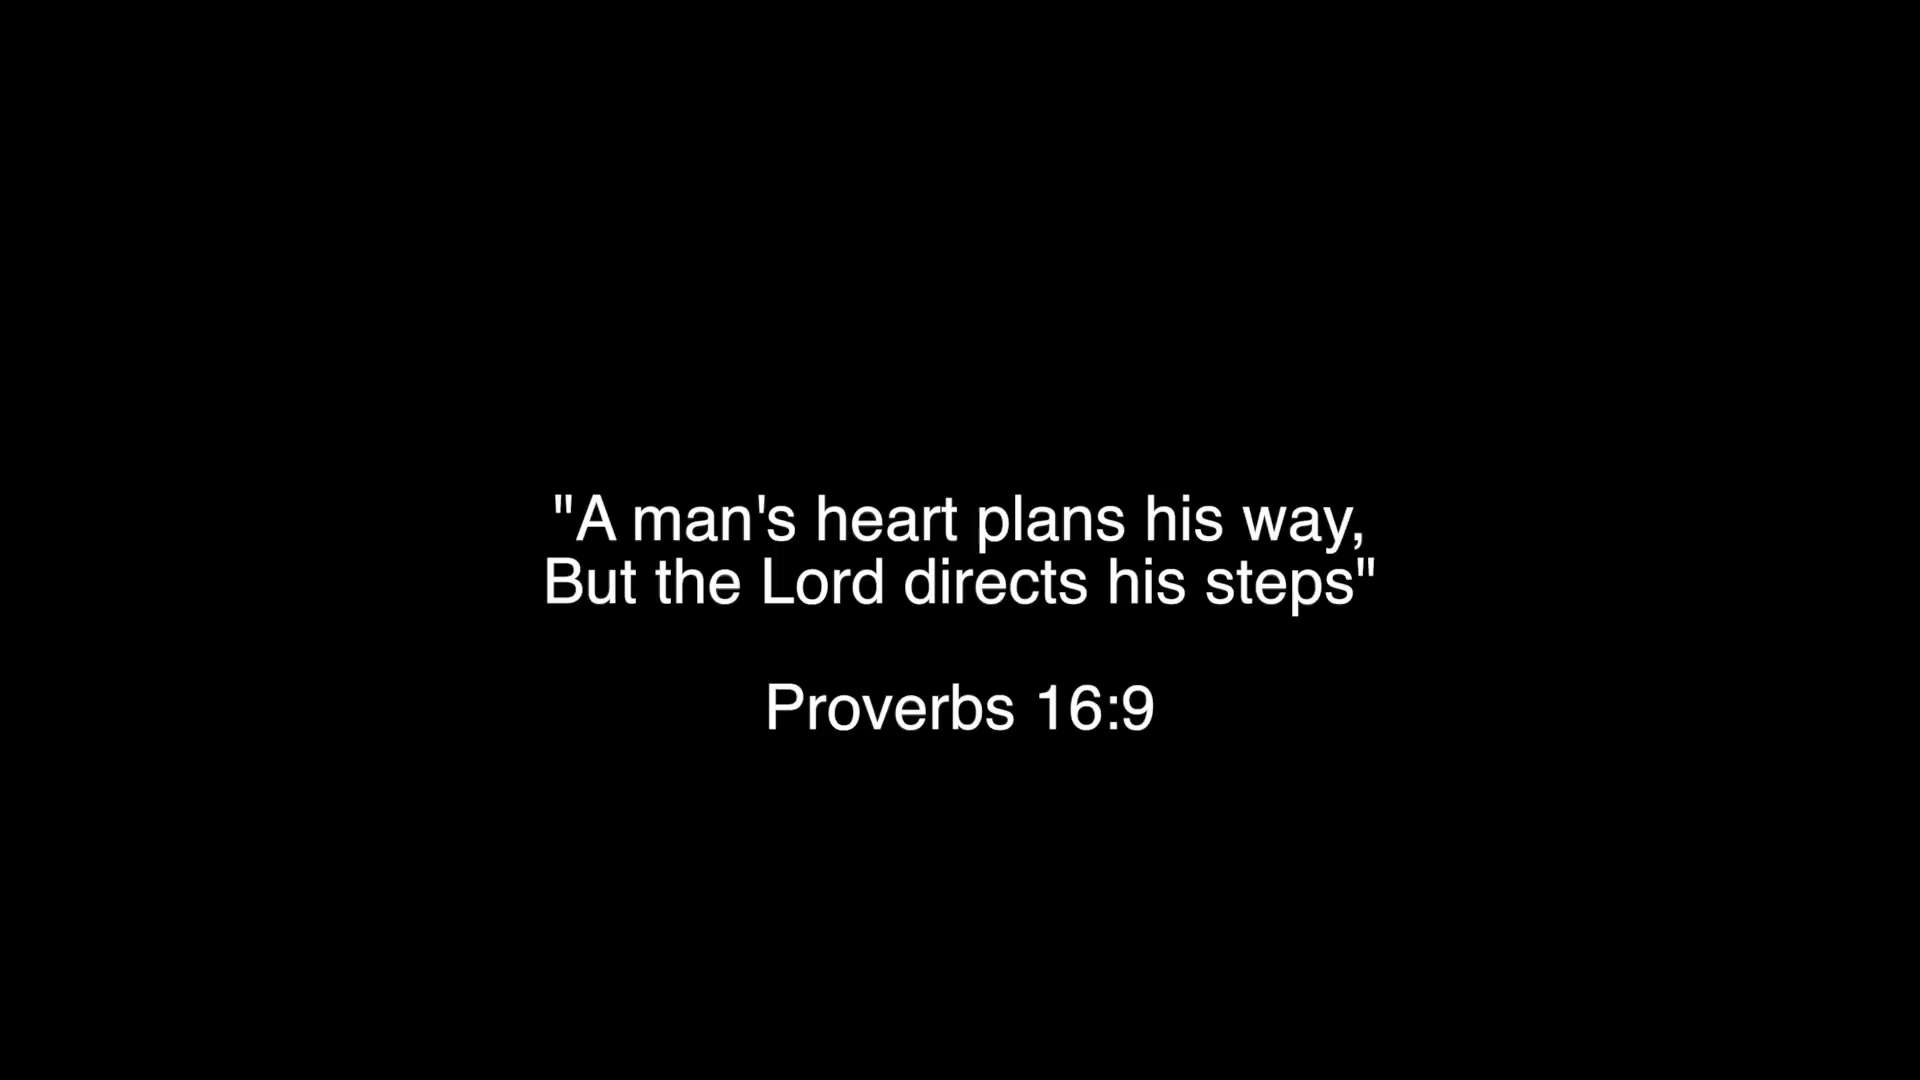 "A man's heart plans his way,
But the Lord directs his steps"
Proverbs 16:9